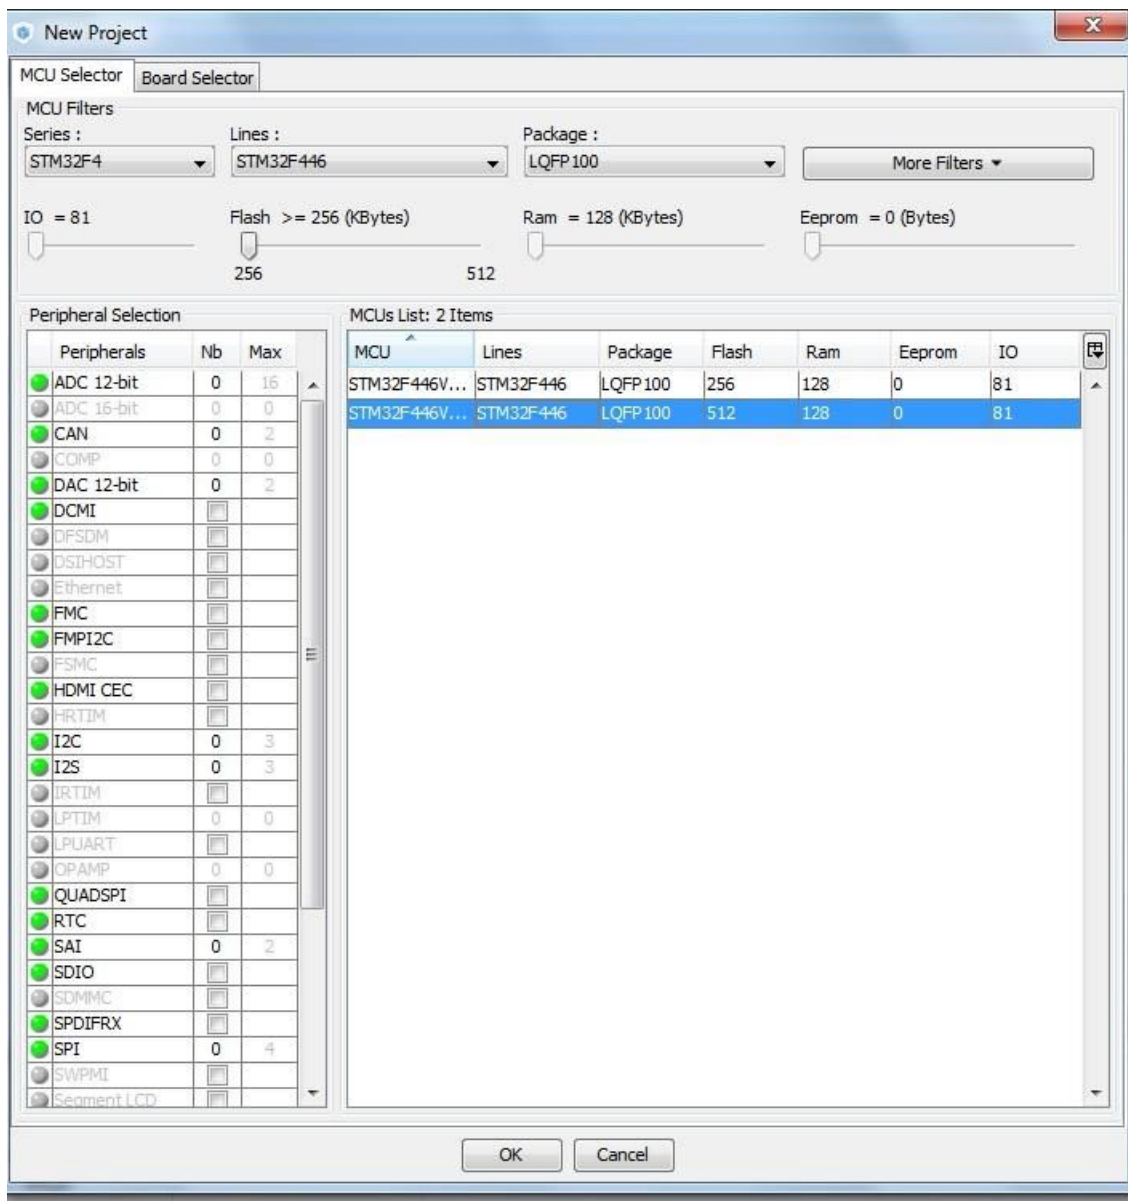 New Project
MCU Selector Board Selector
MCU Filters
Series : Lines : Package :
STM32F4 STM32F446 LQFP100 More Filters
IO = 81 Flash >= 256 (KBytes) Ram = 128 (KBytes) Eeprom = 0 (Bytes)
256 512
Peripheral Selection MCUs List: 2 Items
Peripherals Nb Max MCU Lines Package Flash Ram Eeprom IO
ADC 12-bit 0 16 STM32F446V... STM32F446 LQFP100 256 128 0 81
ADC 16-bit 0 0 STM32F446V... STM32F446 LQFP100 512 128 0 81
CAN 0 2
COMP 0 0
DAC 12-bit 0 2
DCMI
DFSDM
DSIHOST
Ethernet
FMC
FMPI2C
FSMC
HDMI CEC
HRTIM
I2C 0 3
I2S 0 3
IRTIM
LPTIM 0 0
LPUART
OPAMP 0 0
QUADSPI
RTC
SAI 0 2
SDIO
SDMMC
SPDIFRX
SPI 0 4
SWPMI
Segment LCD
OK Cancel